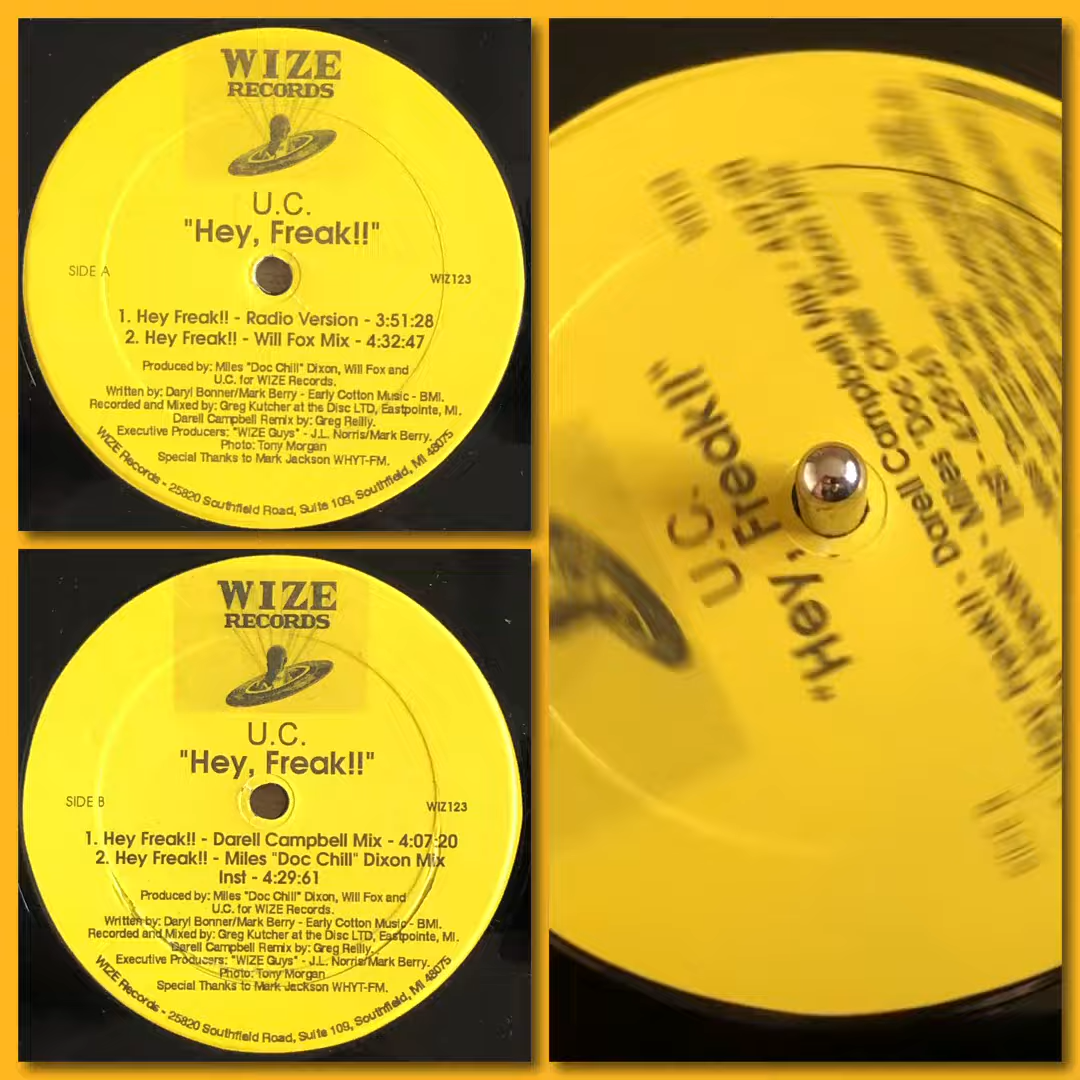 WIZE
RECORDS
U.C.
"Hey, Freak!!"
SIDE A
WIZ123
1. Hey Freak!! - Radio Version - 3:51:28
2. Hey Freak!! - Will Fox Mix - 4:32:47
Produced by: Miles "Doc Chill" Dixon, Will Fox and
U.C. for WIZE Records.
Written by: Daryl Bonner/Mark Berry - Early Cotton Music - BMI.
Recorded and Mixed by: Greg Kutcher at the Disc LTD, Eastpointe, MI.
Darell Campbell Remix by: Greg Reilly.
Executive Producers: "WIZE Guys" - J.L. Norris/Mark Berry.
Photo: Tony Morgan
Special Thanks to Mark Jackson WHYT-FM.
WIZE Records - 25820 Southfield Road, Suite 109, Southfield, MI 48075
WIZE
RECORDS
U.C.
"Hey, Freak!!"
SIDE B
WIZ123
1. Hey Freak!! - Darell Campbell Mix - 4:07:20
2. Hey Freak!! - Miles "Doc Chill" Dixon Mix
Inst - 4:29:61
Produced by: Miles "Doc Chill" Dixon, Will Fox and
U.C. for WIZE Records.
Written by: Daryl Bonner/Mark Berry - Early Cotton Music - BMI.
Recorded and Mixed by: Greg Kutcher at the Disc LTD, Eastpointe, MI.
Darell Campbell Remix by: Greg Reilly.
Executive Producers: "WIZE Guys" - J.L. Norris/Mark Berry.
Photo: Tony Morgan
Special Thanks to Mark Jackson WHYT-FM.
WIZE Records - 25820 Southfield Road, Suite 109, Southfield, MI 48075
U.C.
"Hey, Freak!!"
Freak!! - Darell Campbell Mix
Miles "Doc
Inst - 4:29:61